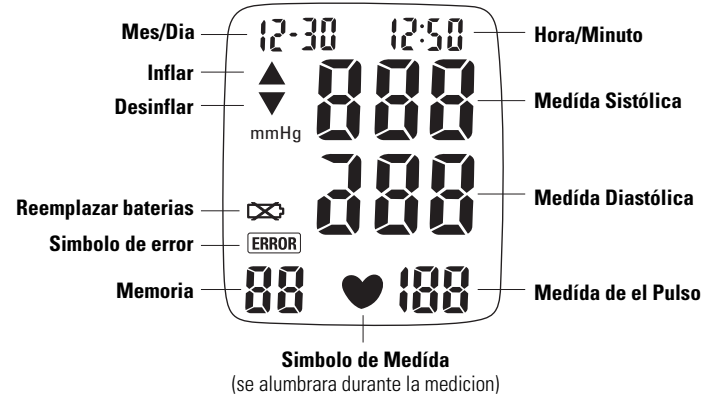 Mes/Dia
12-30
12:50
Hora/Minuto
Inflar
Desinflar
mmHg
888
Medída Sistólica
288
Medída Diastólica
Reemplazar baterias
Simbolo de error
ERROR
Memoria
88
188
Medída de el Pulso
Simbolo de Medída
(se alumbrara durante la medicion)